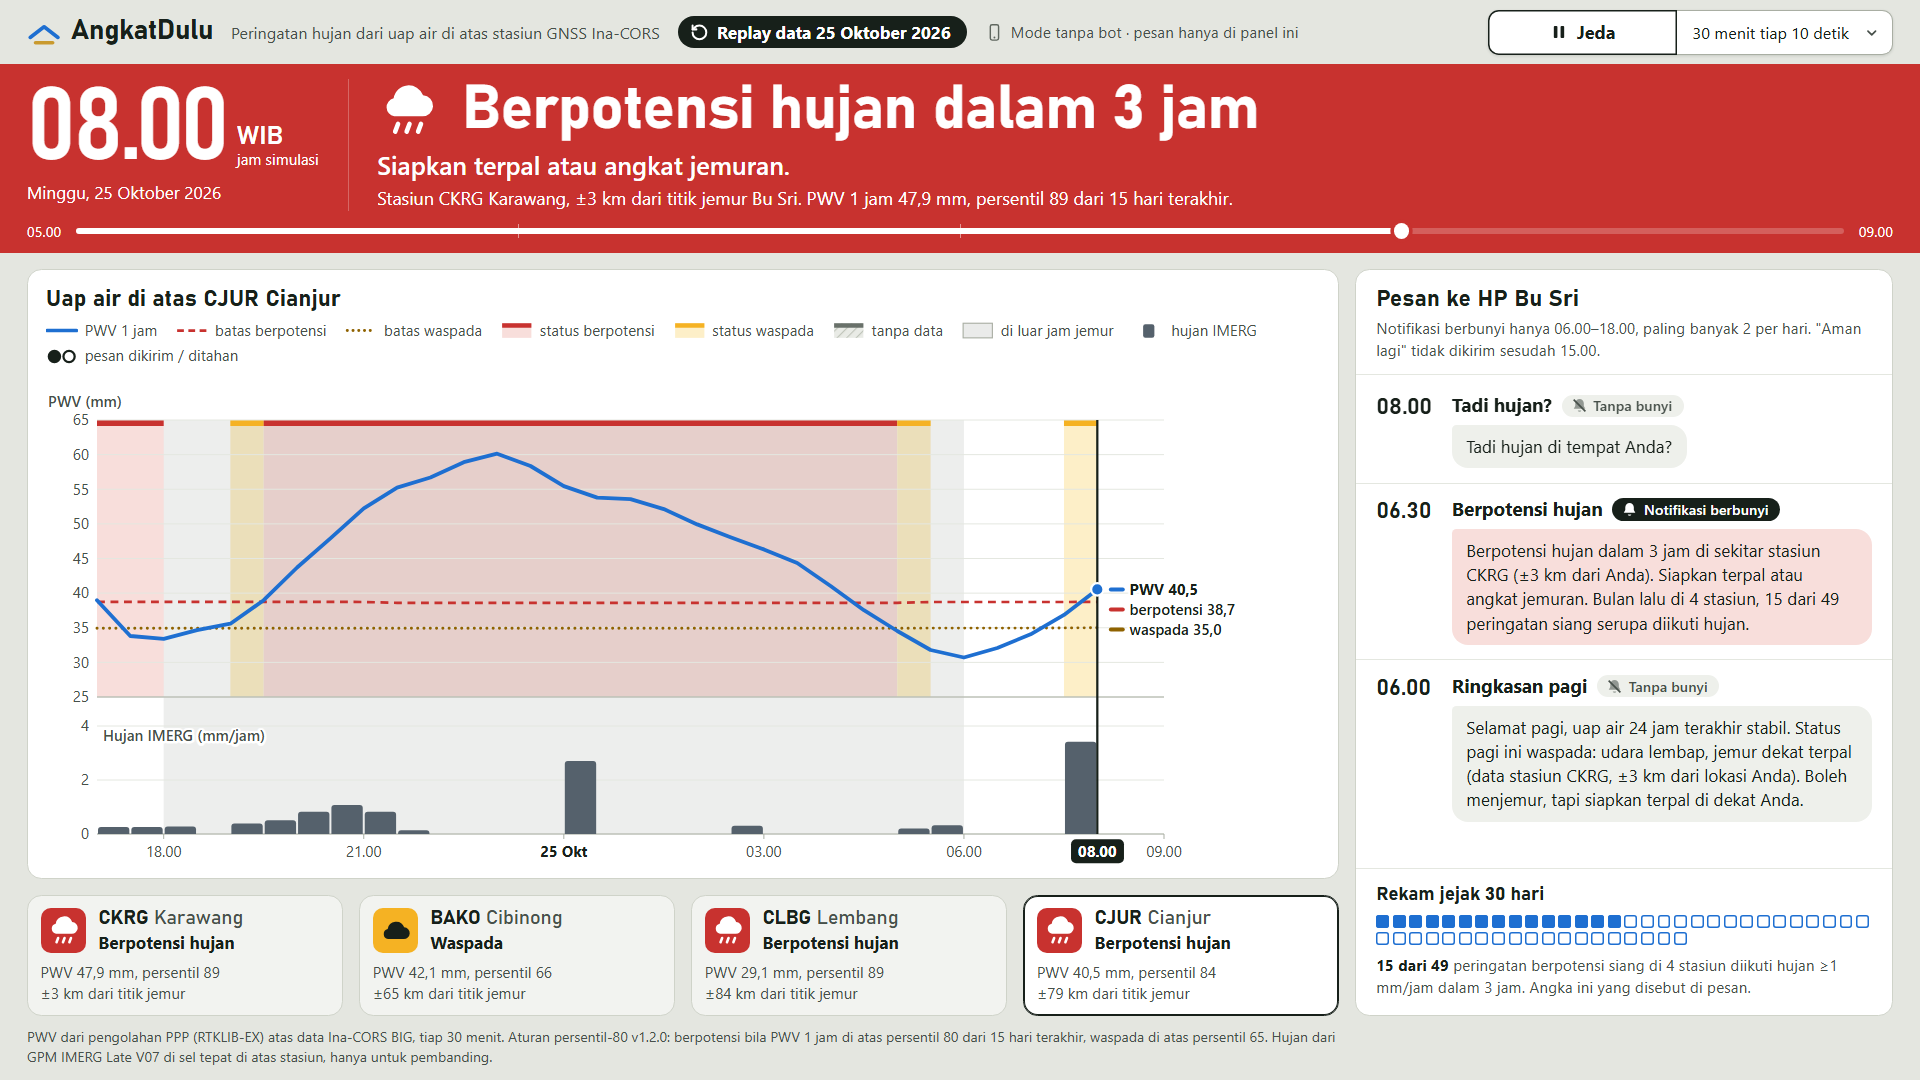 AngkatDulu
Peringatan hujan dari uap air di atas stasiun GNSS Ina-CORS
Replay data 25 Oktober 2026
Mode tanpa bot · pesan hanya di panel ini
Jeda
30 menit tiap 10 detik
08.00 WIB
jam simulasi
Minggu, 25 Oktober 2026
Berpotensi hujan dalam 3 jam
Siapkan terpal atau angkat jemuran.
Stasiun CKRG Karawang, ±3 km dari titik jemur Bu Sri. PWV 1 jam 47,9 mm, persentil 89 dari 15 hari terakhir.
05.00
09.00
Uap air di atas CJUR Cianjur
PWV 1 jam
batas berpotensi
batas waspada
status berpotensi
status waspada
tanpa data
di luar jam jemur
hujan IMERG
pesan dikirim / ditahan
PWV (mm)
65
60
55
50
45
40
35
30
25
PWV 40,5
berpotensi 38,7
waspada 35,0
4
Hujan IMERG (mm/jam)
2
0
18.00
21.00
25 Okt
03.00
06.00
08.00
09.00
CKRG Karawang
Berpotensi hujan
PWV 47,9 mm, persentil 89
±3 km dari titik jemur
BAKO Cibinong
Waspada
PWV 42,1 mm, persentil 66
±65 km dari titik jemur
CLBG Lembang
Berpotensi hujan
PWV 29,1 mm, persentil 89
±84 km dari titik jemur
CJUR Cianjur
Berpotensi hujan
PWV 40,5 mm, persentil 84
±79 km dari titik jemur
PWV dari pengolahan PPP (RTKLIB-EX) atas data Ina-CORS BIG, tiap 30 menit. Aturan persentil-80 v1.2.0: berpotensi bila PWV 1 jam di atas persentil 80 dari 15 hari terakhir, waspada di atas persentil 65. Hujan dari
GPM IMERG Late V07 di sel tepat di atas stasiun, hanya untuk pembanding.
Pesan ke HP Bu Sri
Notifikasi berbunyi hanya 06.00–18.00, paling banyak 2 per hari. "Aman
lagi" tidak dikirim sesudah 15.00.
08.00
Tadi hujan?
Tanpa bunyi
Tadi hujan di tempat Anda?
06.30
Berpotensi hujan
Notifikasi berbunyi
Berpotensi hujan dalam 3 jam di sekitar stasiun
CKRG (±3 km dari Anda). Siapkan terpal atau
angkat jemuran. Bulan lalu di 4 stasiun, 15 dari 49
peringatan siang serupa diikuti hujan.
06.00
Ringkasan pagi
Tanpa bunyi
Selamat pagi, uap air 24 jam terakhir stabil. Status
pagi ini waspada: udara lembap, jemur dekat terpal
(data stasiun CKRG, ±3 km dari lokasi Anda). Boleh
menjemur, tapi siapkan terpal di dekat Anda.
Rekam jejak 30 hari
15 dari 49 peringatan berpotensi siang di 4 stasiun diikuti hujan ≥1
mm/jam dalam 3 jam. Angka ini yang disebut di pesan.